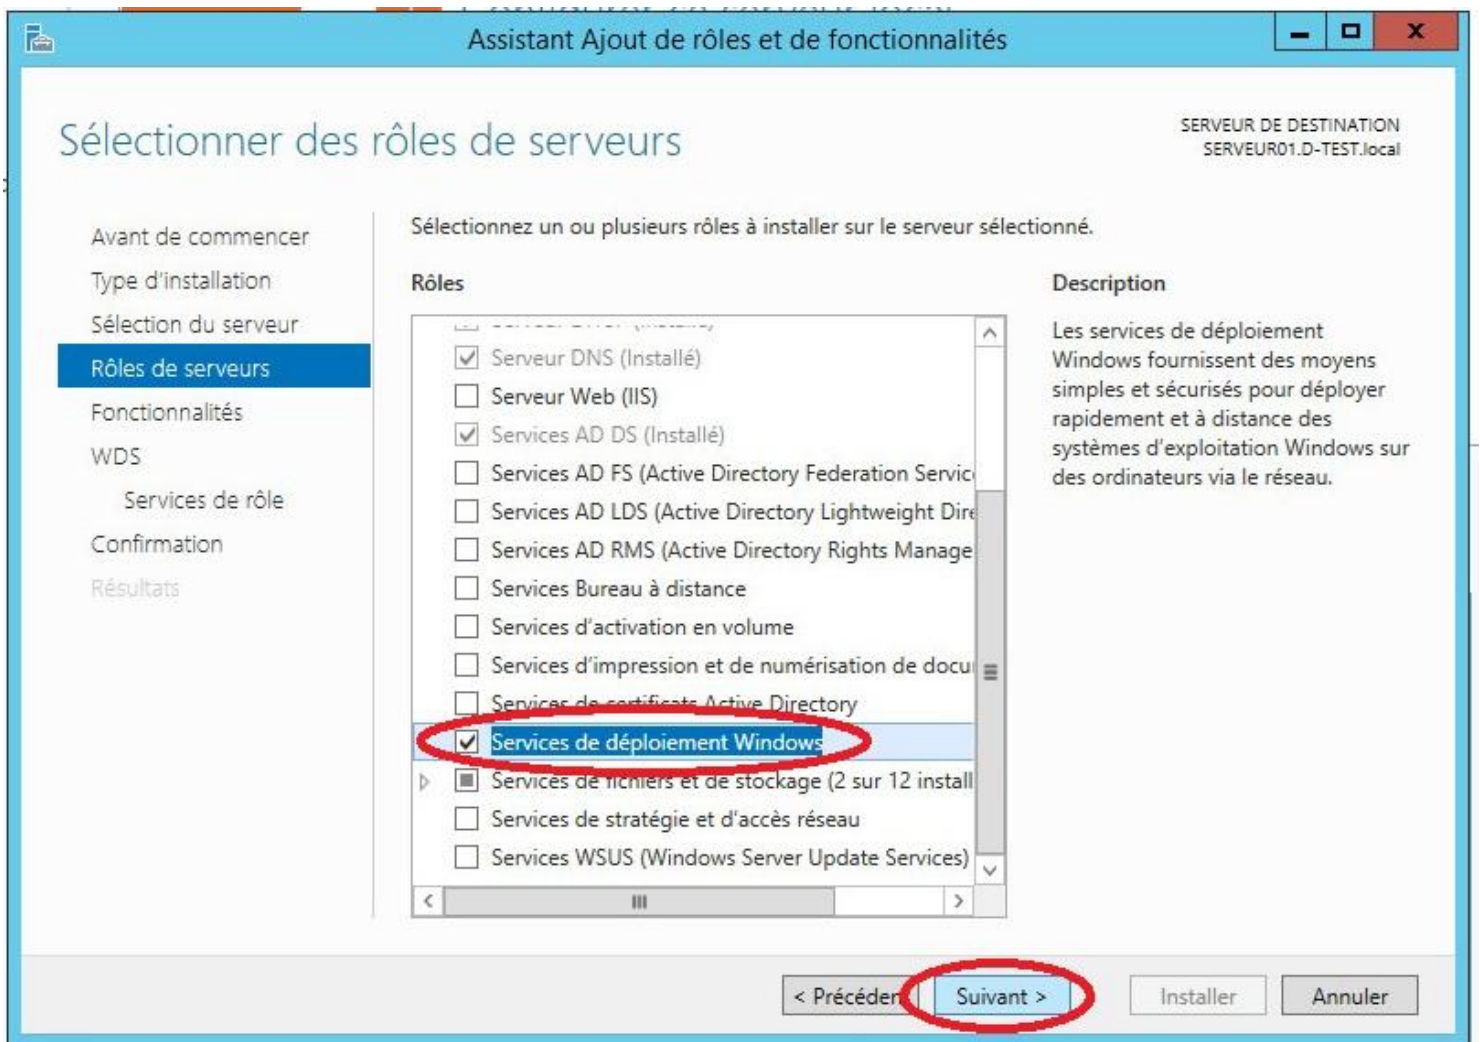 Assistant Ajout de rôles et de fonctionnalités
Sélectionner des rôles de serveurs
SERVEUR DE DESTINATION
SERVEUR01.D-TEST.local
Avant de commencer
Type d'installation
Sélection du serveur
Rôles de serveurs
Fonctionnalités
WDS
Services de rôle
Confirmation
Résultats
Sélectionnez un ou plusieurs rôles à installer sur le serveur sélectionné.
Rôles
Serveur DNS (Installé)
Serveur Web (IIS)
Services AD DS (Installé)
Services AD FS (Active Directory Federation Servic
Services AD LDS (Active Directory Lightweight Dire
Services AD RMS (Active Directory Rights Manage
Services Bureau à distance
Services d'activation en volume
Services d'impression et de numérisation de docu
Services de certificats Active Directory
Services de déploiement Windows
Services de fichiers et de stockage (2 sur 12 install
Services de stratégie et d'accès réseau
Services WSUS (Windows Server Update Services)
Description
Les services de déploiement
Windows fournissent des moyens
simples et sécurisés pour déployer
rapidement et à distance des
systèmes d'exploitation Windows sur
des ordinateurs via le réseau.
< Précéden
Suivant >
Installer
Annuler